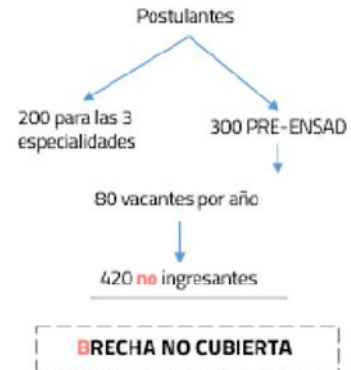 Postulantes
200 para las 3
especialidades
300 PRE-ENSAD
80 vacantes por año
420 no ingresantes
BRECHA NO CUBIERTA